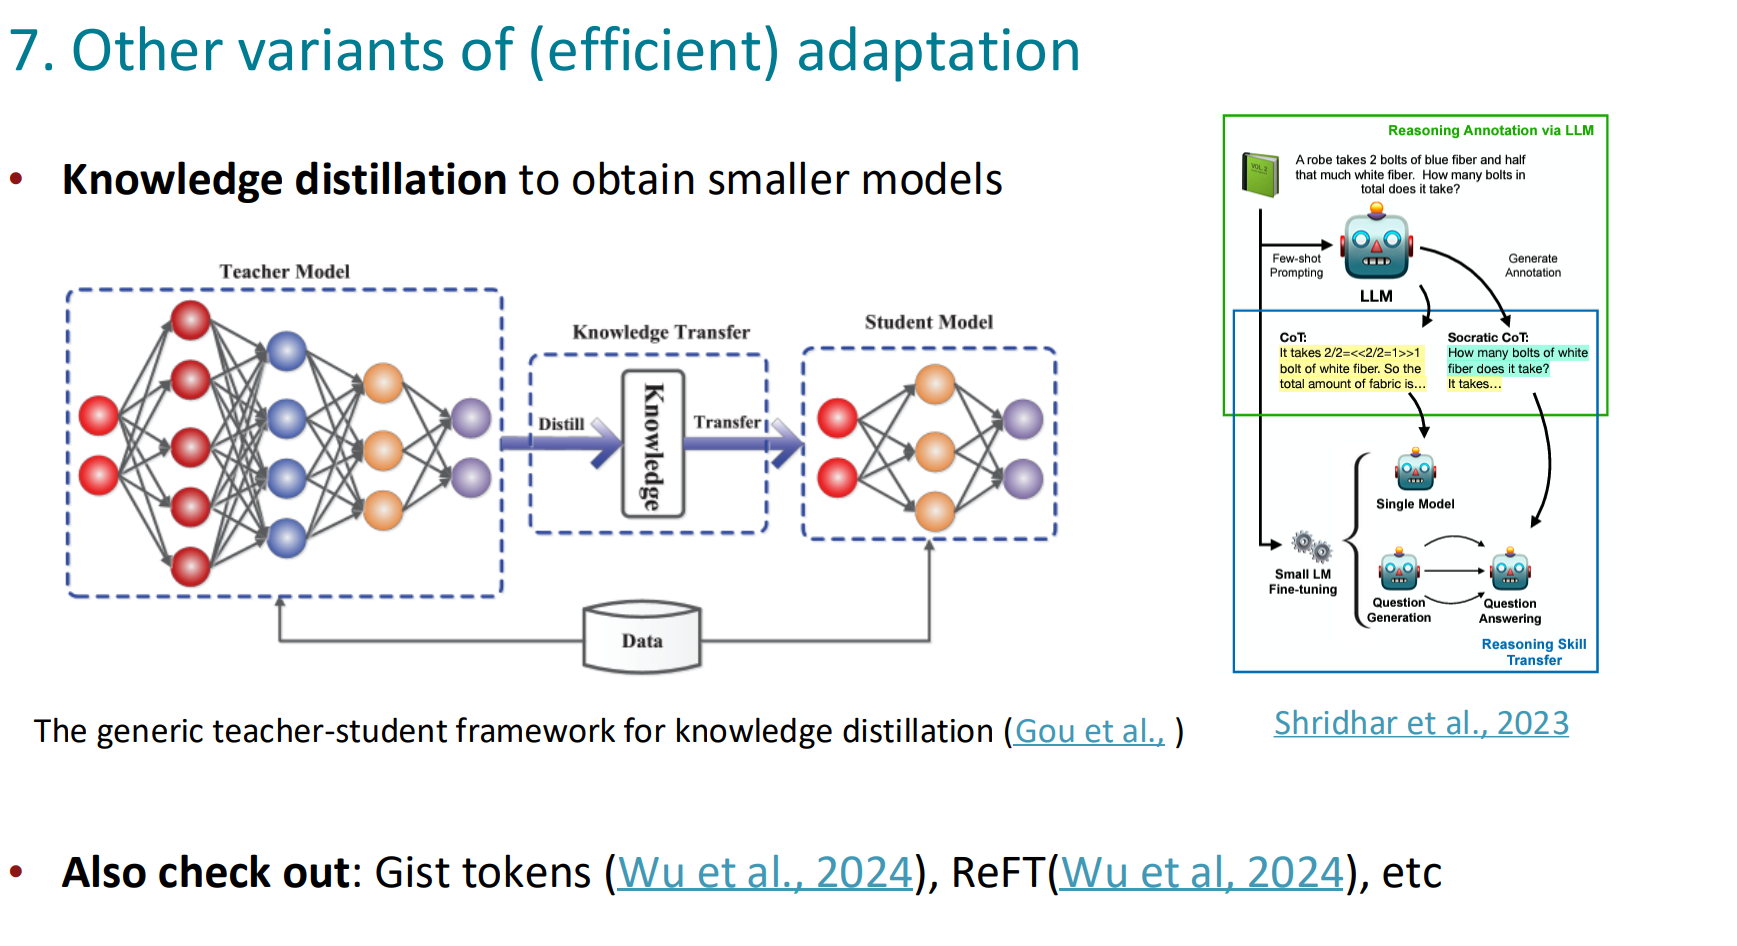 7. Other variants of (efficient) adaptation
• Knowledge distillation to obtain smaller models
Teacher Model
Knowledge Transfer
Student Model
Distill
Knowledge
Transfer
Data
The generic teacher-student framework for knowledge distillation (Gou et al., )
Reasoning Annotation via LLM
VOL 2
A robe takes 2 bolts of blue fiber and half
that much white fiber. How many bolts in
total does it take?
Few-shot
Prompting
LLM
Generate
Annotation
CoT:
It takes 2/2=<<2/2=1>>1
bolt of white fiber. So the
total amount of fabric is...
Socratic CoT:
How many bolts of white
fiber does it take?
It takes...
Single Model
Small LM
Fine-tuning
Question
Generation
Question
Answering
Reasoning Skill
Transfer
Shridhar et al., 2023
• Also check out: Gist tokens (Wu et al., 2024), ReFT(Wu et al, 2024), etc